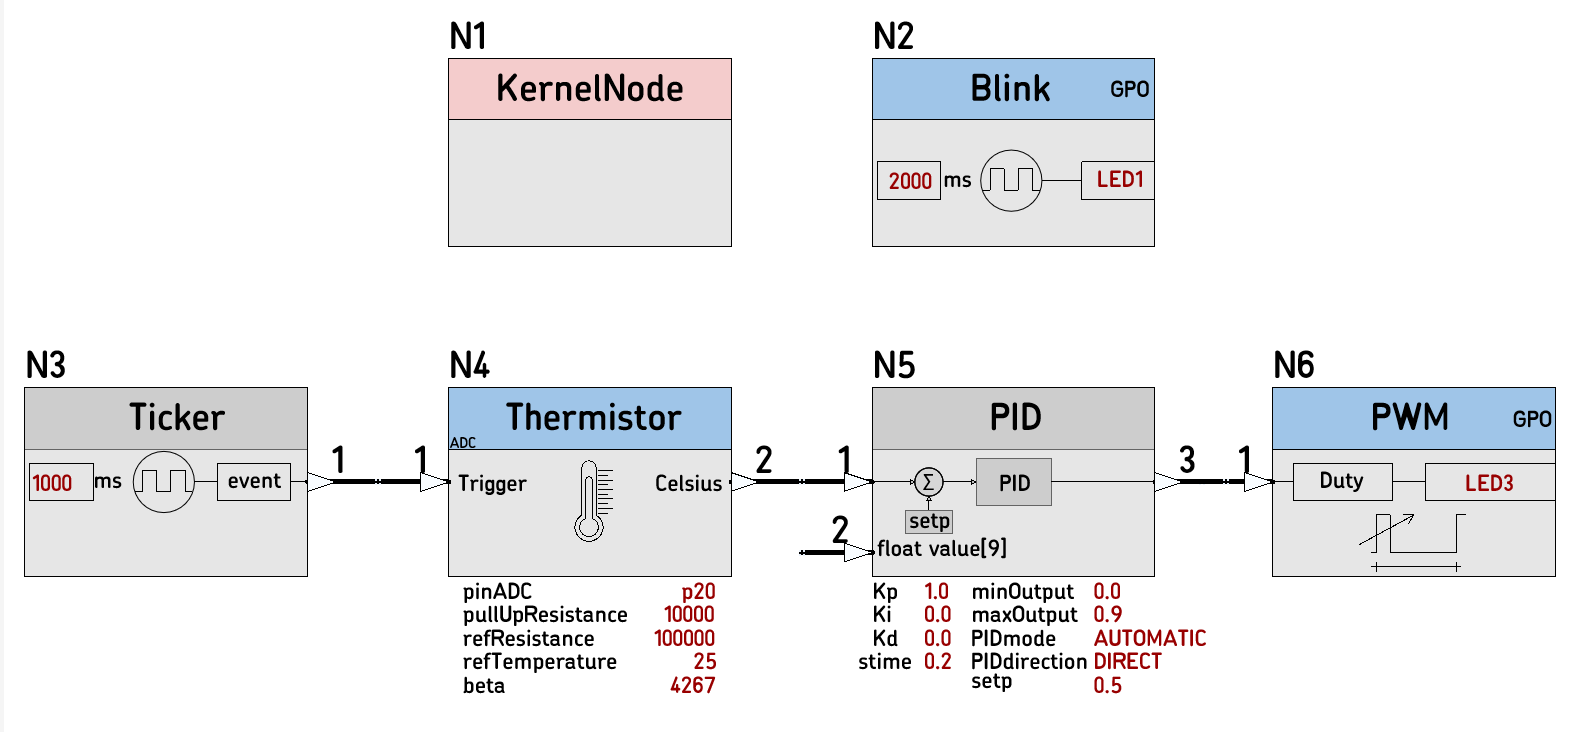 N1
KernelNode
N2
Blink GPO
2000 ms LED1
N3
Ticker
1000 ms event
1
1
N4
Thermistor
ADC
Trigger Celsius
pinADC p20
pullUpResistance 10000
refResistance 100000
refTemperature 25
beta 4267
2
1
2
N5
PID
Σ PID
setp
float value[9]
Kp 1.0 minOutput 0.0
Ki 0.0 maxOutput 0.9
Kd 0.0 PIDmode AUTOMATIC
stime 0.2 PIDdirection DIRECT
setp 0.5
3
1
N6
PWM GPO
Duty LED3